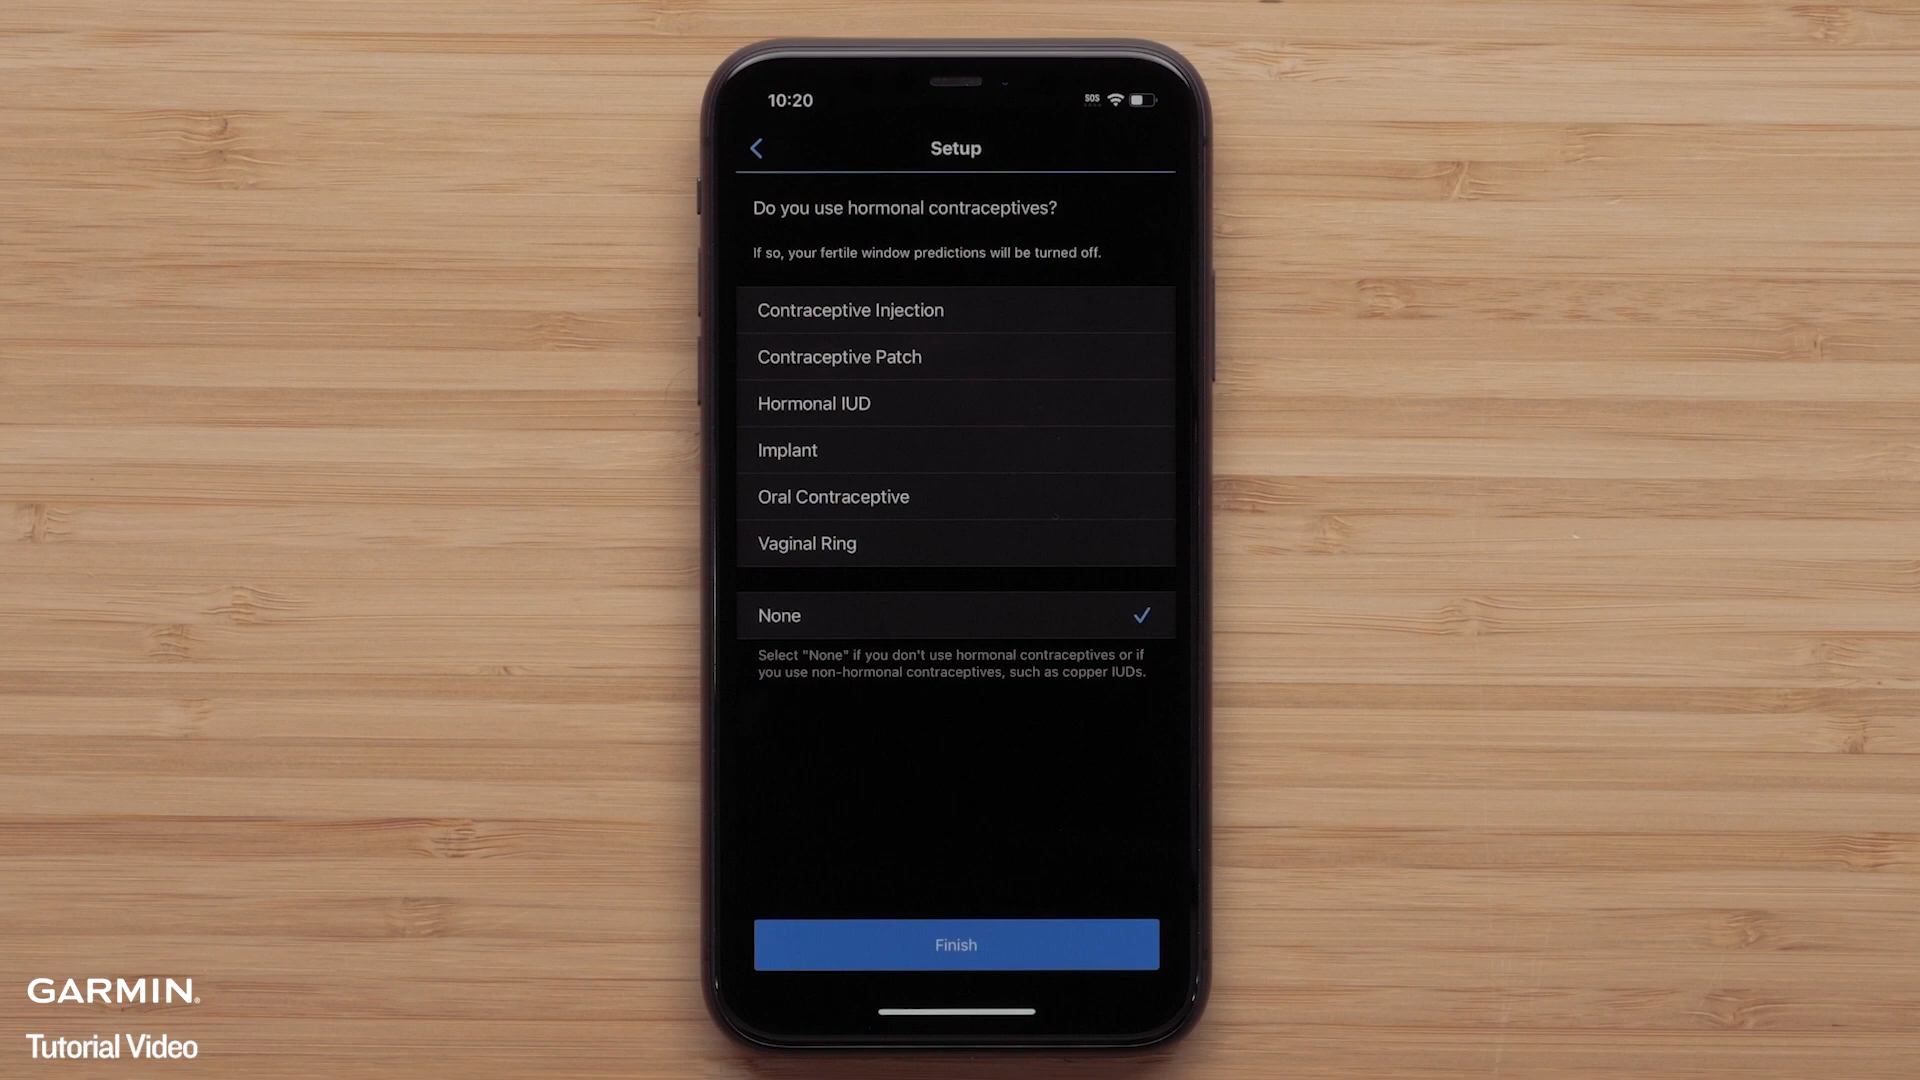 10:20
SOS
Setup
Do you use hormonal contraceptives?
If so, your fertile window predictions will be turned off.
Contraceptive Injection
Contraceptive Patch
Hormonal IUD
Implant
Oral Contraceptive
Vaginal Ring
None
Select "None" if you don't use hormonal contraceptives or if
you use non-hormonal contraceptives, such as copper IUDs.
Finish
GARMIN®
Tutorial Video